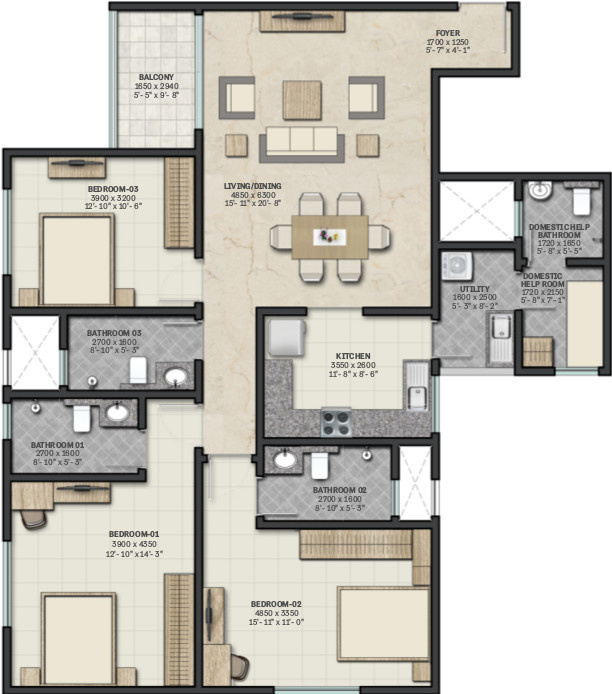 FOYER
1700 x 1250
5'- 7" x 4'- 1"
BALCONY
1650 x 2940
5'- 5" x 9'- 8"
BEDROOM-03
3900 x 3200
12'- 10" x 10'- 6"
LIVING/DINING
4850 x 6300
15'- 11" x 20'- 8"
DOMESTIC HELP
BATHROOM
1720 x 1650
5'- 8" x 5'- 5"
DOMESTIC
HELP ROOM
1720 x 2150
5'- 8" x 7'- 1"
UTILITY
1600 x 2500
5'- 3" x 8'- 2"
BATHROOM 03
2700 x 1600
8'- 10" x 5'- 3"
KITCHEN
3550 x 2600
11'- 8" x 8'- 6"
BATHROOM 01
2700 x 1600
8'- 10" x 5'- 3"
BATHROOM 02
2700 x 1600
8'- 10" x 5'- 3"
BEDROOM-01
3900 x 4350
12'- 10" x 14'- 3"
BEDROOM-02
4850 x 3350
15'- 11" x 11'- 0"